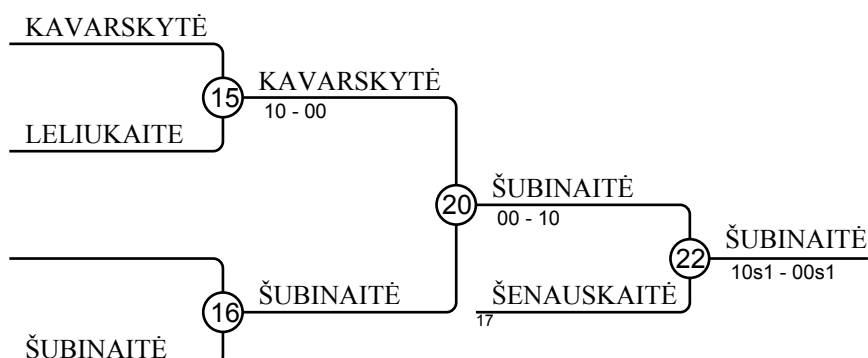 KAVARSKYTĖ
15
KAVARSKYTĖ
10 - 00
LELIUKAITE
20
ŠUBINAITĖ
00 - 10
22
ŠUBINAITĖ
10s1 - 00s1
16
ŠUBINAITĖ
ŠENAUSKAITĖ
17
ŠUBINAITĖ